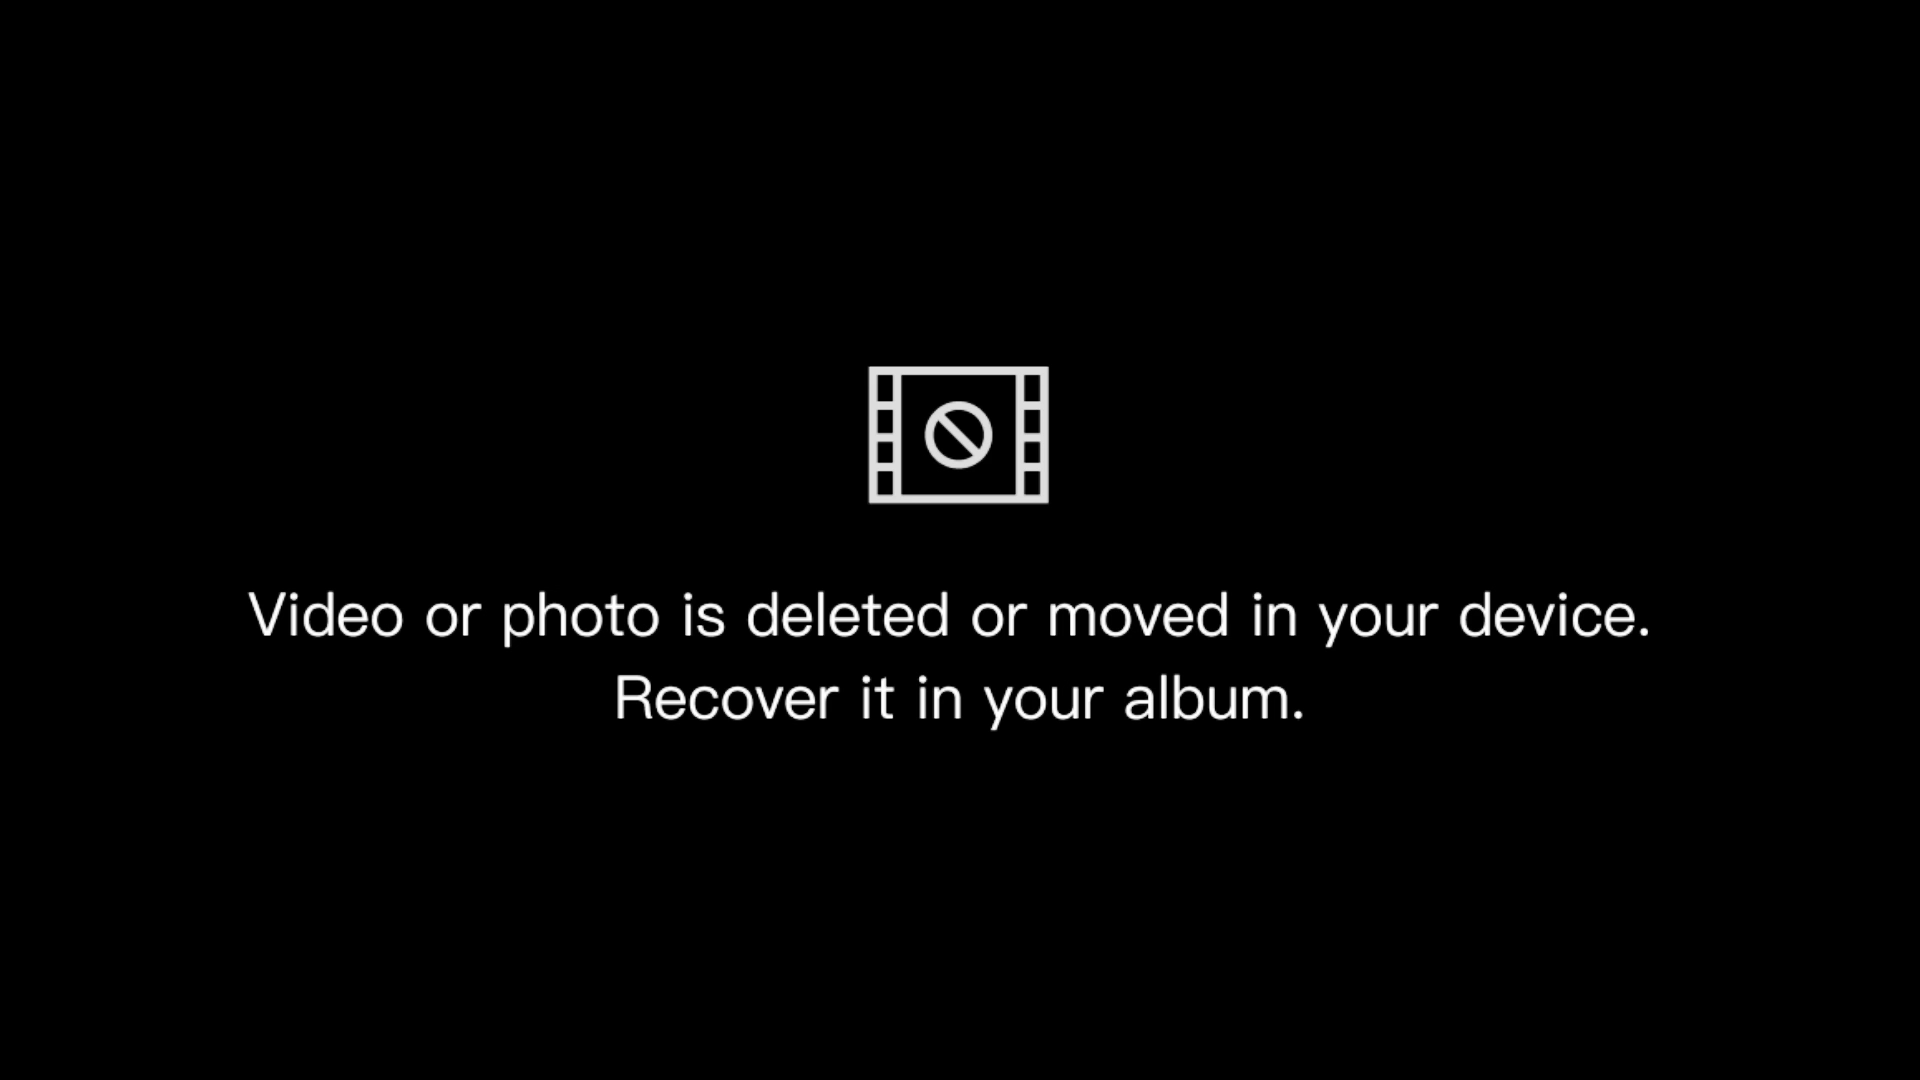 Video or photo is deleted or moved in your device.
Recover it in your album.